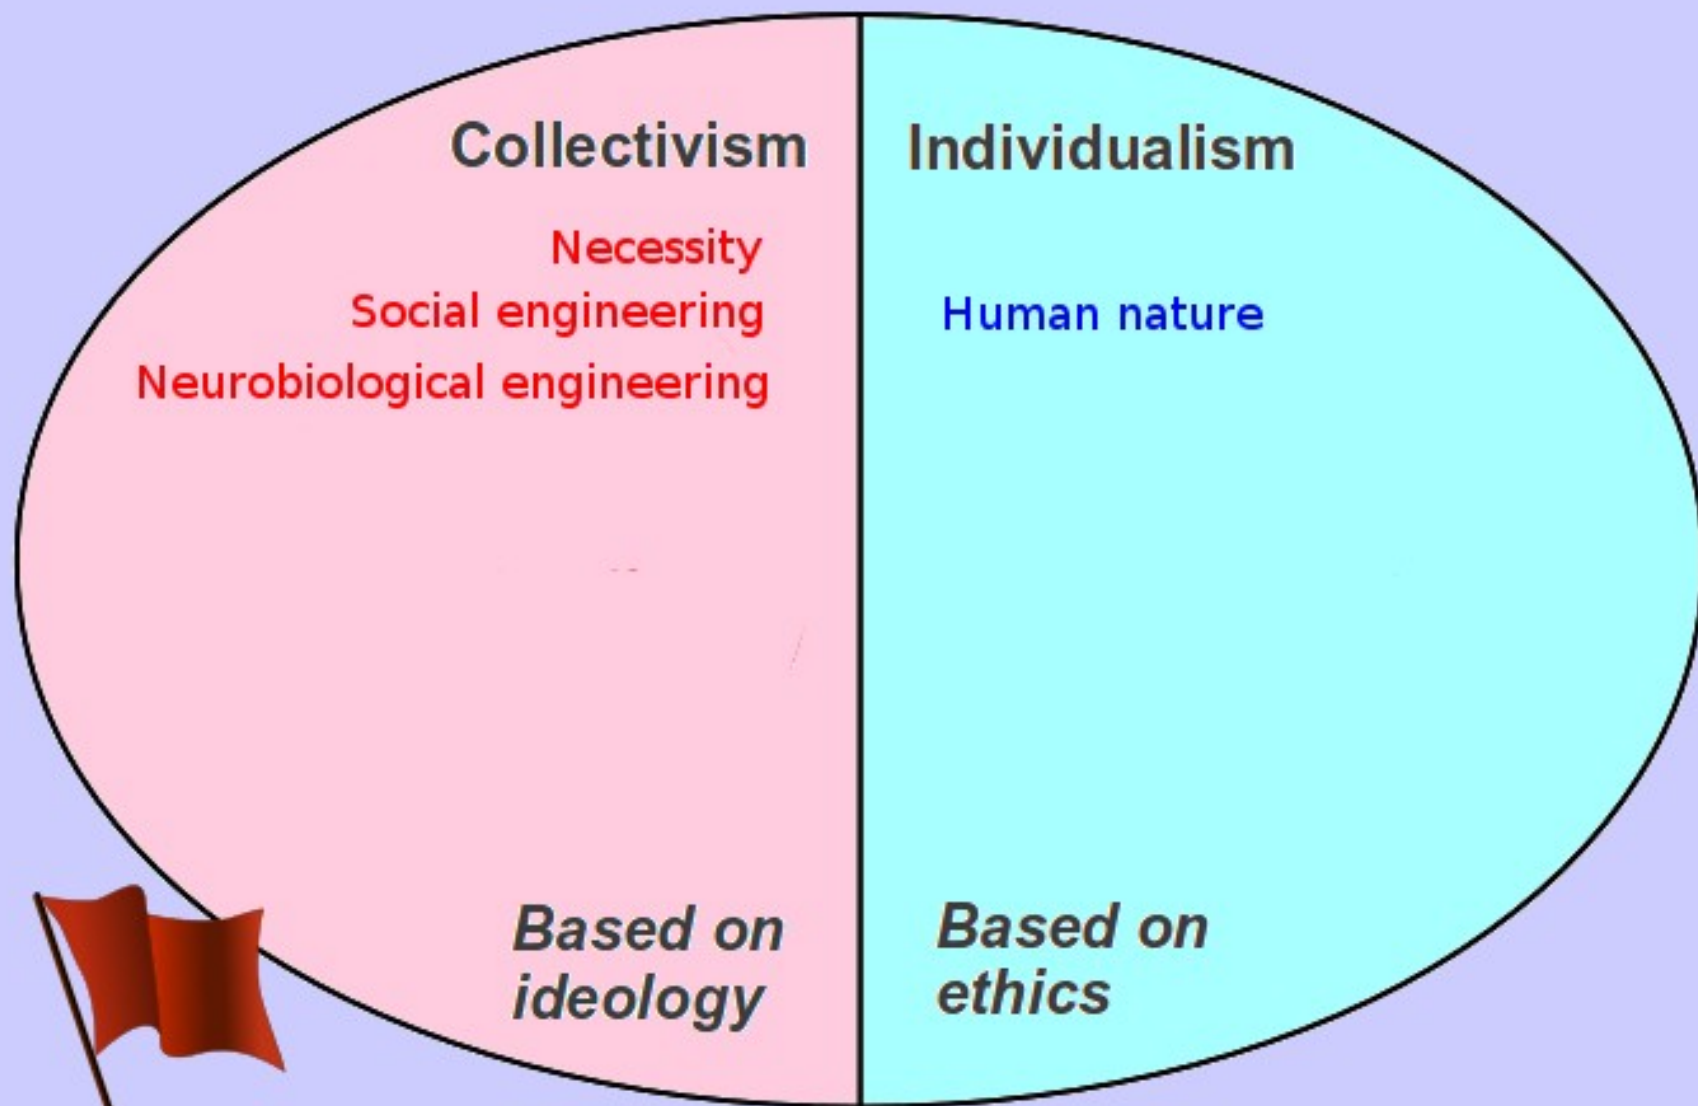 Collectivism
Necessity
Social engineering
Neurobiological engineering
Based on
ideology
Individualism
Human nature
Based on
ethics